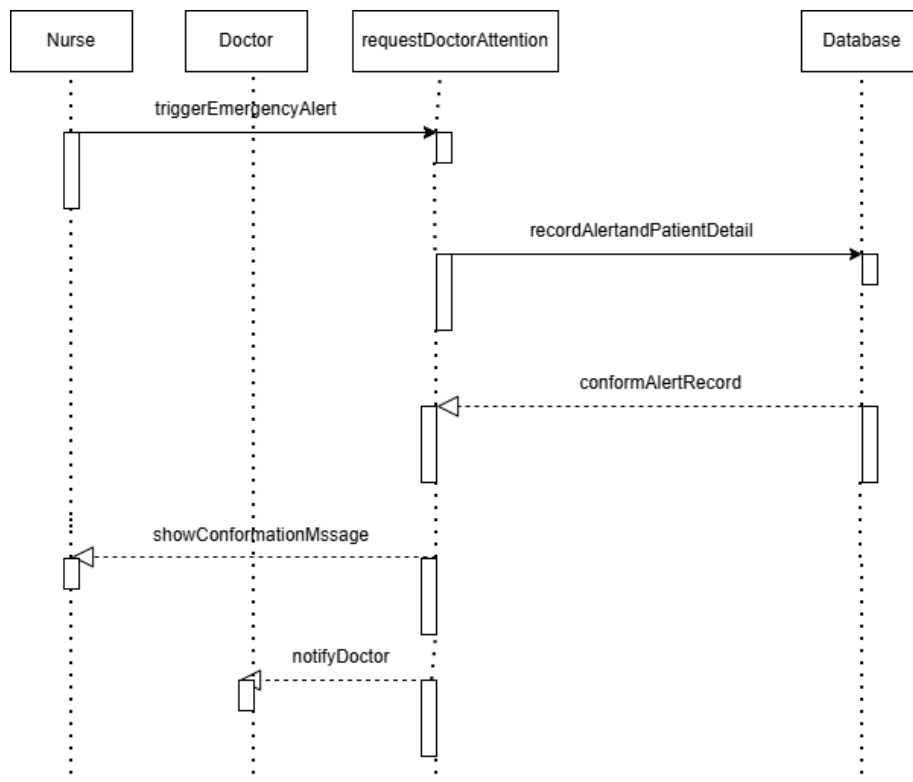 Nurse
Doctor
requestDoctorAttention
Database
triggerEmergencyAlert
recordAlertandPatientDetail
conformAlertRecord
showConformationMssage
notifyDoctor